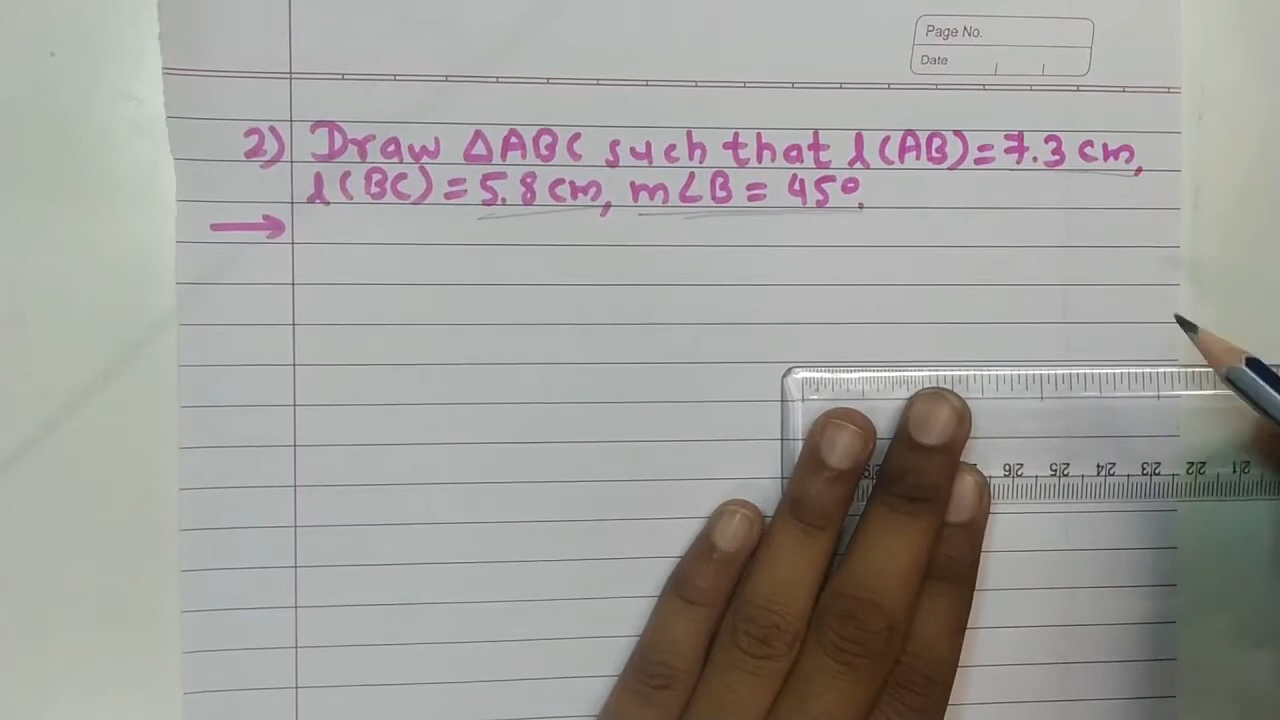 Page No.
Date
2) Draw ΔABC such that l(AB)=7.3 cm,
l(BC)=5.8 cm, m∠B = 45°.